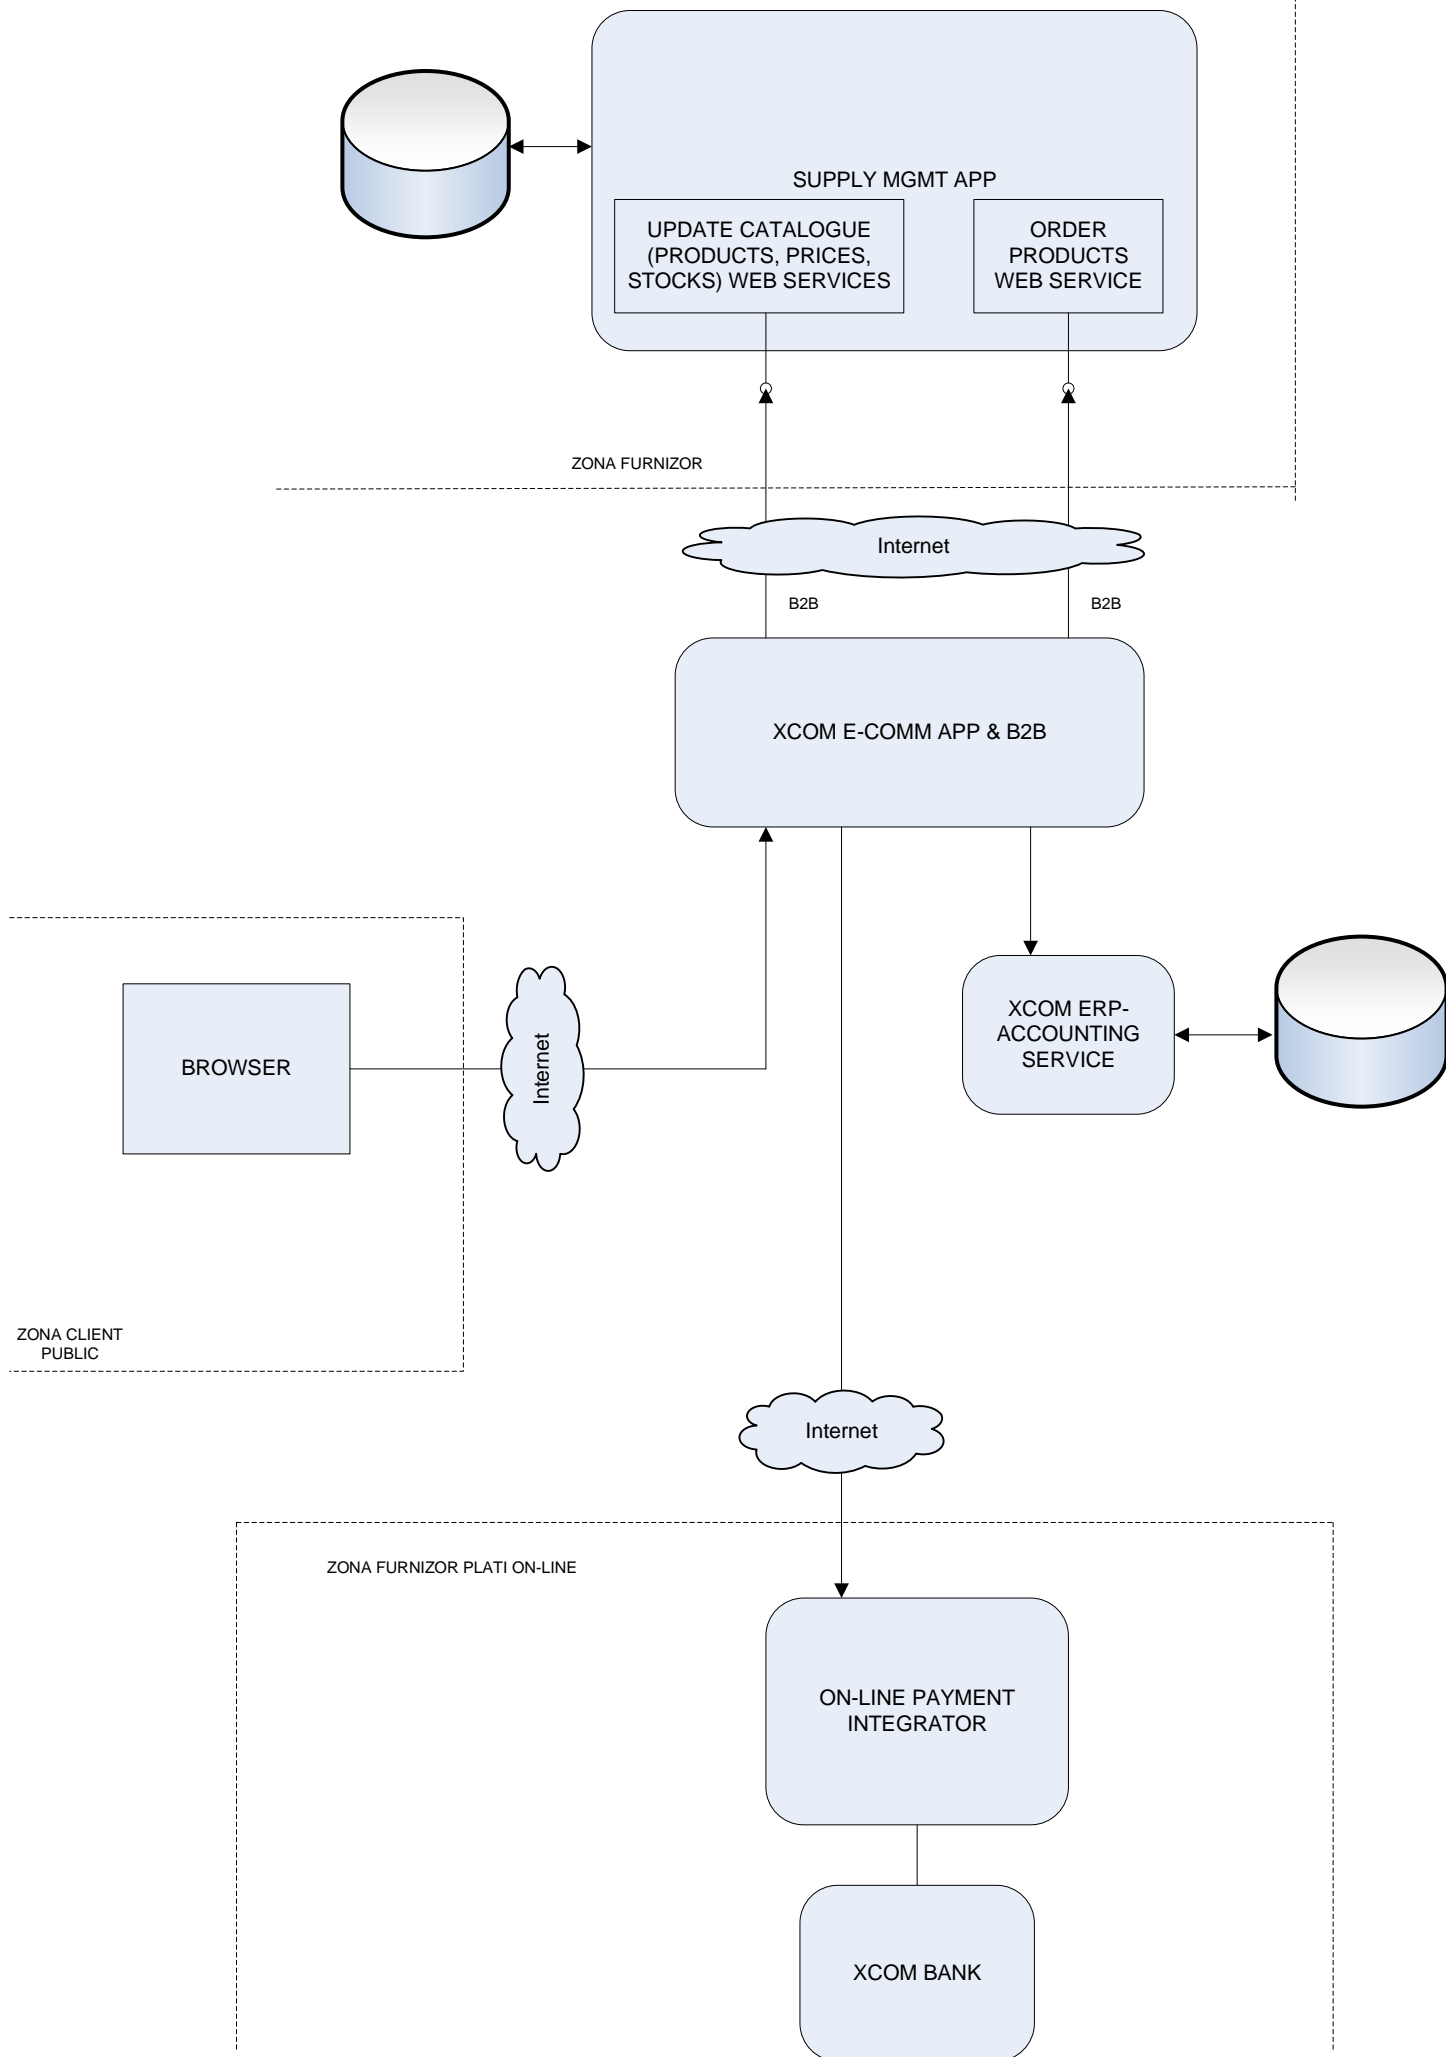 SUPPLY MGMT APP
UPDATE CATALOGUE
(PRODUCTS, PRICES,
STOCKS) WEB SERVICES
ORDER
PRODUCTS
WEB SERVICE
ZONA FURNIZOR
Internet
B2B
B2B
XCOM E-COMM APP & B2B
BROWSER
Internet
XCOM ERP-
ACCOUNTING
SERVICE
ZONA CLIENT
PUBLIC
Internet
ZONA FURNIZOR PLATI ON-LINE
ON-LINE PAYMENT
INTEGRATOR
XCOM BANK